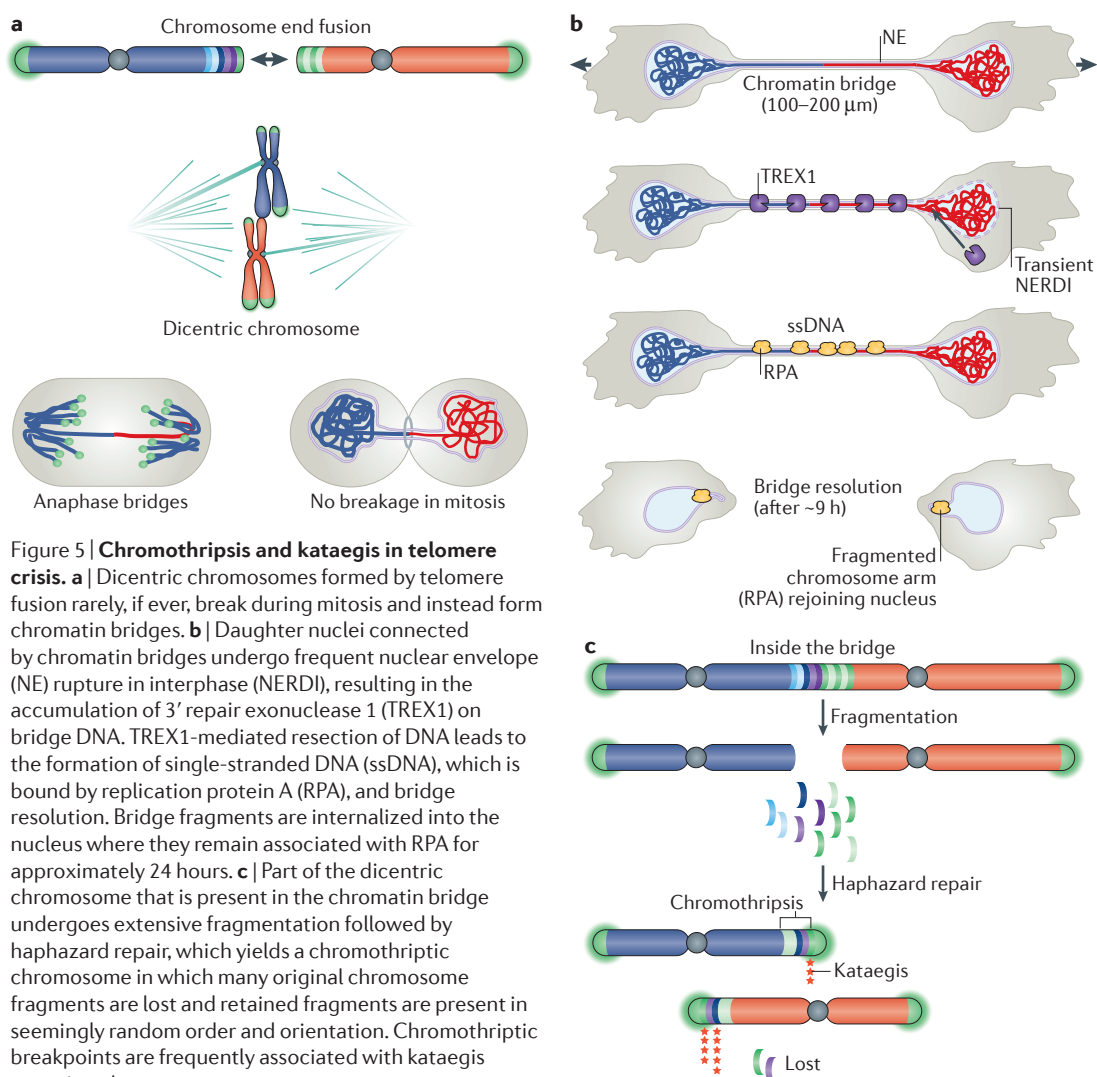 a
Chromosome end fusion
Dicentric chromosome
Anaphase bridges
No breakage in mitosis
Figure 5 | Chromothripsis and kataegis in telomere
crisis. a | Dicentric chromosomes formed by telomere
fusion rarely, if ever, break during mitosis and instead form
chromatin bridges. b | Daughter nuclei connected
by chromatin bridges undergo frequent nuclear envelope
(NE) rupture in interphase (NERDI), resulting in the
accumulation of 3′ repair exonuclease 1 (TREX1) on
bridge DNA. TREX1-mediated resection of DNA leads to
the formation of single-stranded DNA (ssDNA), which is
bound by replication protein A (RPA), and bridge
resolution. Bridge fragments are internalized into the
nucleus where they remain associated with RPA for
approximately 24 hours. c | Part of the dicentric
chromosome that is present in the chromatin bridge
undergoes extensive fragmentation followed by
haphazard repair, which yields a chromothriptic
chromosome in which many original chromosome
fragments are lost and retained fragments are present in
seemingly random order and orientation. Chromothriptic
breakpoints are frequently associated with kataegis
b
NE
Chromatin bridge
(100–200 μm)
TREX1
Transient
NERDI
ssDNA
RPA
Bridge resolution
(after ~9 h)
Fragmented
chromosome arm
(RPA) rejoining nucleus
c
Inside the bridge
Fragmentation
Haphazard repair
Chromothripsis
Kataegis
Lost